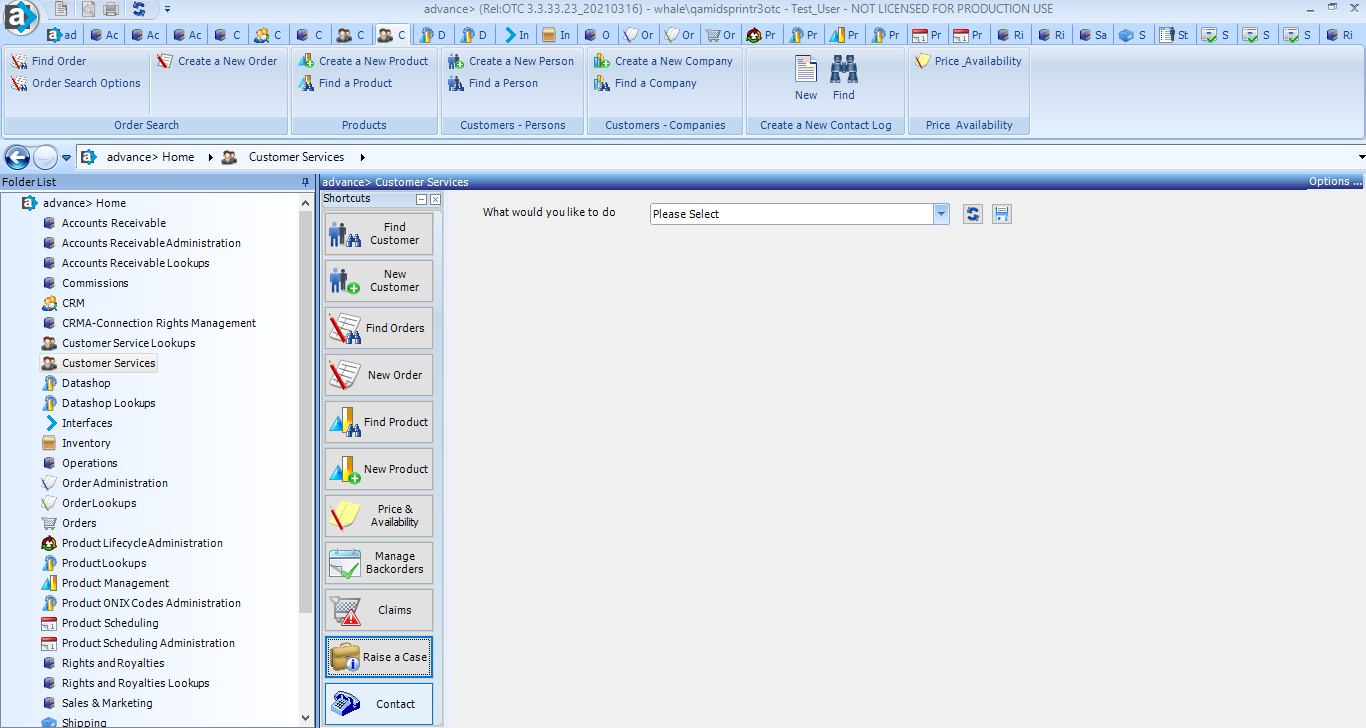 advance> (Rel:OTC 3.3.33.23_20210316) - whale\qamidsprintr3otc - Test_User - NOT LICENSED FOR PRODUCTION USE
ad Ac Ac Ac C C C C C D D In In O Or Or Or Pr Pr Pr Pr Pr Pr Ri Ri Sa S St S S S Ri
Find Order
Order Search Options
Create a New Order
Order Search
Create a New Product
Find a Product
Products
Create a New Person
Find a Person
Customers - Persons
Create a New Company
Find a Company
Customers - Companies
New
Find
Create a New Contact Log
Price _Availability
Price Availability
advance> Home
Customer Services
Folder List
advance> Home
Accounts Receivable
Accounts Receivable Administration
Accounts Receivable Lookups
Commissions
CRM
CRMA-Connection Rights Management
Customer Service Lookups
Customer Services
Datashop
Datashop Lookups
Interfaces
Inventory
Operations
Order Administration
Order Lookups
Orders
Product Lifecycle Administration
Product Lookups
Product Management
Product ONIX Codes Administration
Product Scheduling
Product Scheduling Administration
Rights and Royalties
Rights and Royalties Lookups
Sales & Marketing
Shipping
advance> Customer Services
Options ...
Shortcuts
Find
Customer
New
Customer
Find Orders
New Order
Find Product
New Product
Price &
Availability
Manage
Backorders
Claims
Raise a Case
Contact
What would you like to do
Please Select